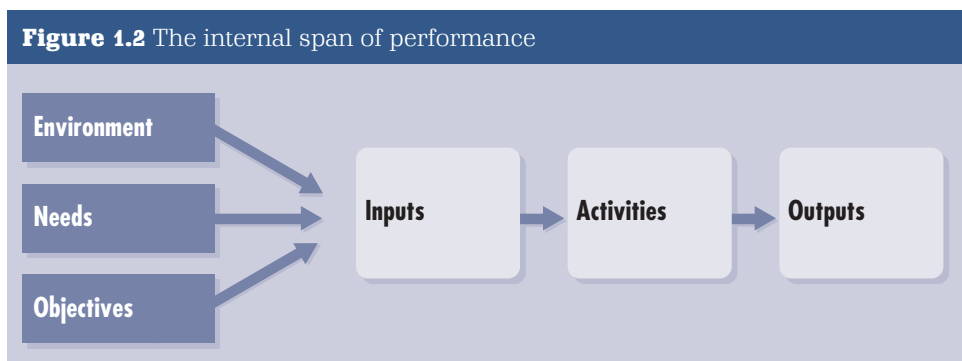 Figure 1.2 The internal span of performance
Environment
Needs
Objectives
Inputs
Activities
Outputs